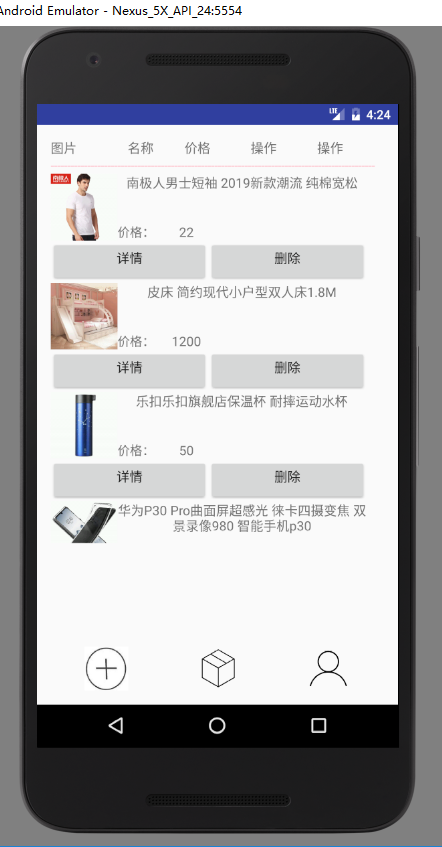 Android Emulator - Nexus_5X_API_24:5554
LTE 4:24
图片 名称 价格 操作 操作
南极人
南极人男士短袖 2019新款潮流 纯棉宽松
价格： 22
详情 删除
皮床 简约现代小户型双人床1.8M
价格： 1200
详情 删除
乐扣乐扣旗舰店保温杯 耐摔运动水杯
价格： 50
详情 删除
华为P30 Pro曲面屏超感光 徕卡四摄变焦 双
景录像980 智能手机p30